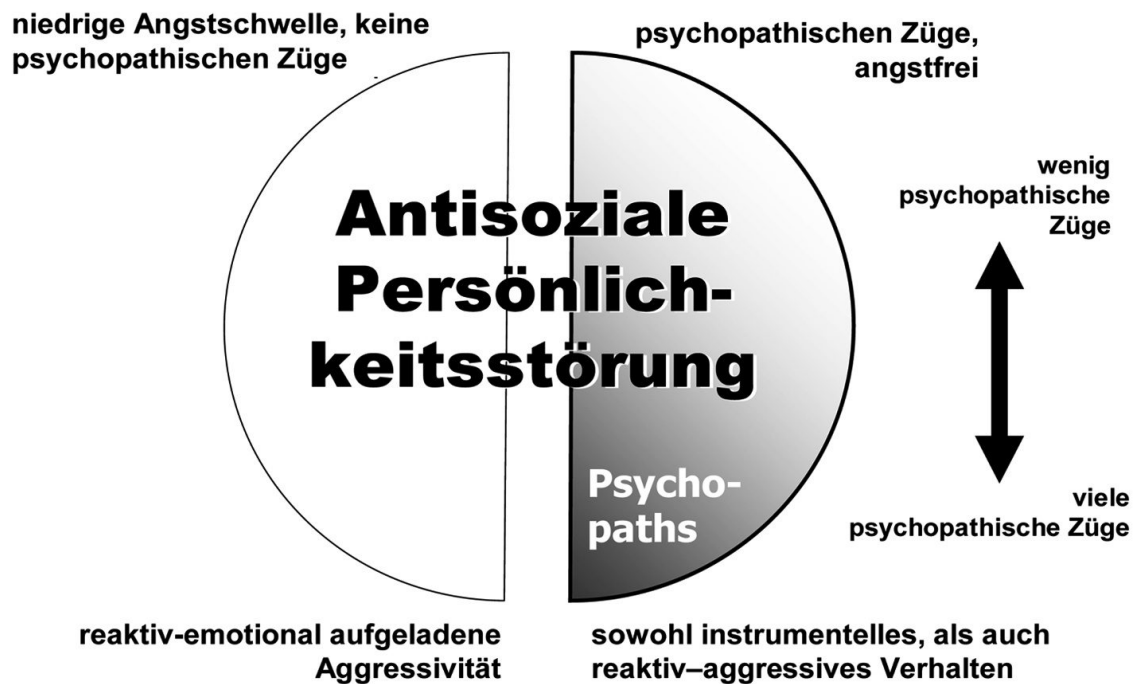 niedrige Angstschwelle, keine
psychopathischen Züge
psychopathischen Züge,
angstfrei
wenig
psychopathische
Züge
Antisoziale
Persönlich-
keitsstörung
Psycho-
paths
viele
psychopathische Züge
reaktiv-emotional aufgeladene
Aggressivität
sowohl instrumentelles, als auch
reaktiv–aggressives Verhalten